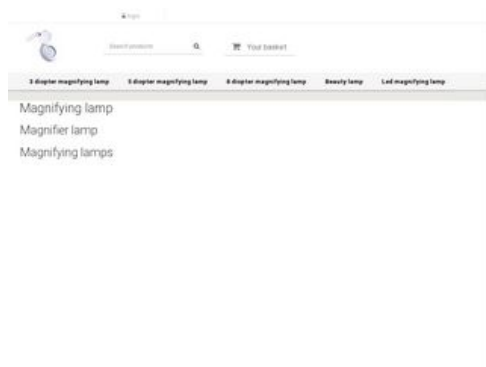 login
Search products
Your basket
3 diopter magnifying lamp 5 diopter magnifying lamp 8 diopter magnifying lamp Beauty lamp Led magnifying lamp
Magnifying lamp
Magnifier lamp
Magnifying lamps